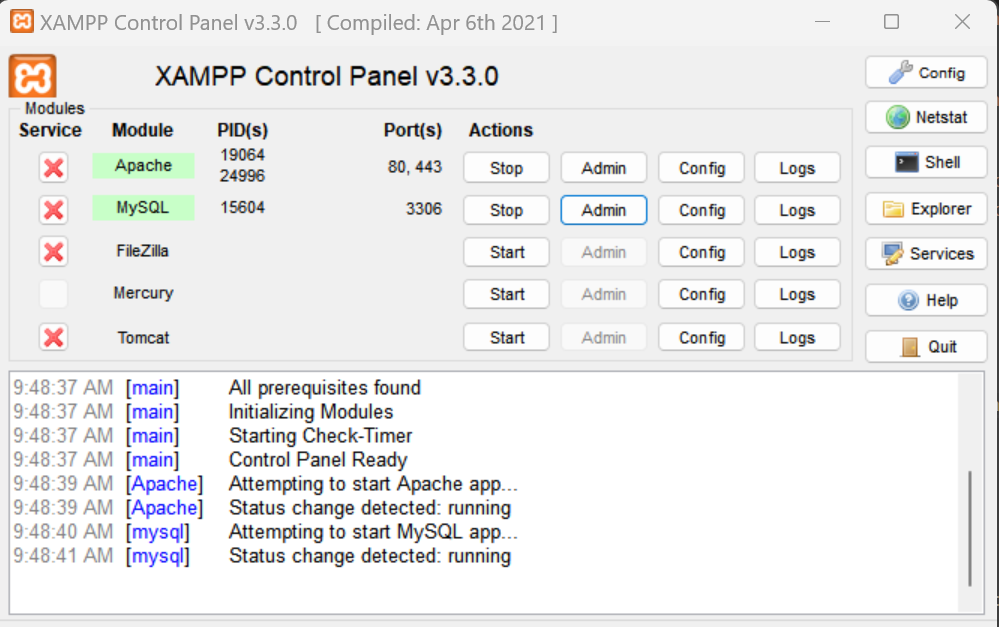 XAMPP Control Panel v3.3.0 [ Compiled: Apr 6th 2021 ]
XAMPP Control Panel v3.3.0
Config
Modules
Service Module PID(s) Port(s) Actions
Netstat
Apache 19064 24996 80, 443 Stop Admin Config Logs
Shell
MySQL 15604 3306 Stop Admin Config Logs
Explorer
FileZilla Start Admin Config Logs
Services
Mercury Start Admin Config Logs
Help
Tomcat Start Admin Config Logs
Quit
9:48:37 AM [main] All prerequisites found
9:48:37 AM [main] Initializing Modules
9:48:37 AM [main] Starting Check-Timer
9:48:37 AM [main] Control Panel Ready
9:48:39 AM [Apache] Attempting to start Apache app...
9:48:39 AM [Apache] Status change detected: running
9:48:40 AM [mysql] Attempting to start MySQL app...
9:48:41 AM [mysql] Status change detected: running